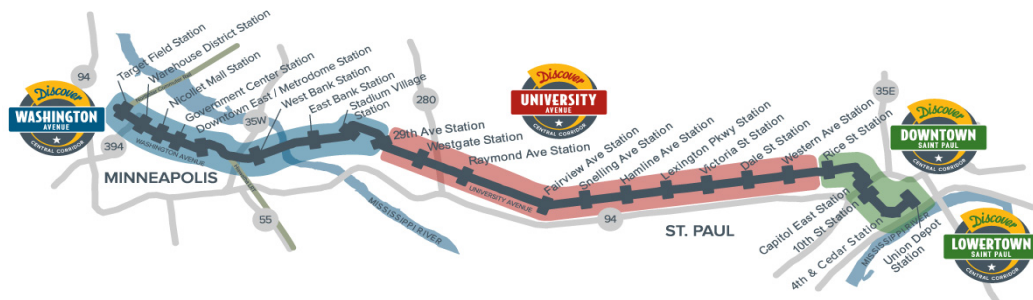 94
Discover
WASHINGTON
AVENUE
CENTRAL CORRIDOR
394
MINNEAPOLIS
Target Field Station
Warehouse District Station
Nicollet Mall Station
Government Center Station
Downtown East / Metrodome Station
West Bank Station
East Bank Station
Stadium Village
Station
WASHINGTON AVENUE
35W
55
MISSISSIPPI RIVER
280
Discover
UNIVERSITY
AVENUE
CENTRAL CORRIDOR
29th Ave Station
Westgate Station
Raymond Ave Station
UNIVERSITY AVENUE
Fairview Ave Station
Snelling Ave Station
Hamline Ave Station
Lexington Pkwy Station
Victoria St Station
Dale St Station
Western Ave Station
Rice St Station
94
ST. PAUL
35E
Discover
DOWNTOWN
SAINT PAUL
CENTRAL CORRIDOR
Capitol East Station
10th St Station
4th & Cedar Station
Union Depot
Station
MISSISSIPPI RIVER
Discover
LOWERTOWN
SAINT PAUL
CENTRAL CORRIDOR